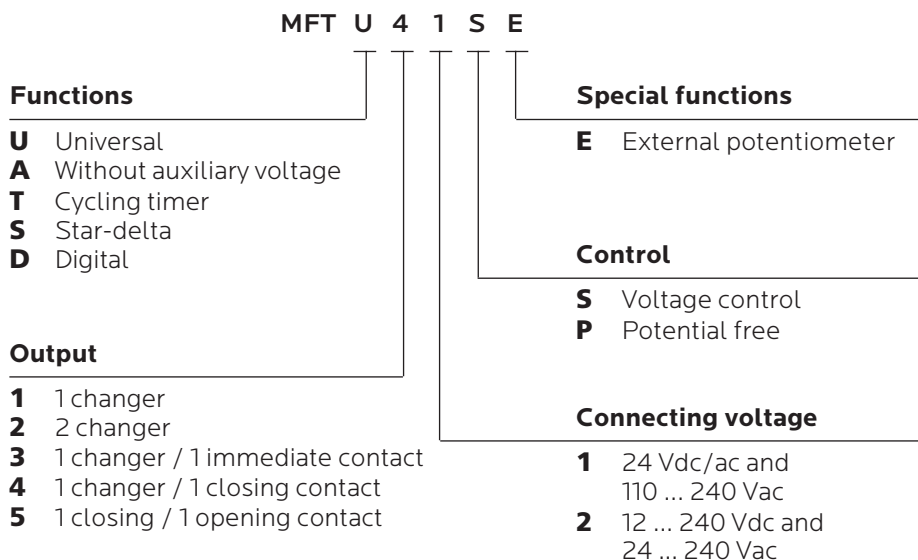 MFT U 4 1 S E
Functions
U Universal
A Without auxiliary voltage
T Cycling timer
S Star-delta
D Digital
Output
1 1 changer
2 2 changer
3 1 changer / 1 immediate contact
4 1 changer / 1 closing contact
5 1 closing / 1 opening contact
Special functions
E External potentiometer
Control
S Voltage control
P Potential free
Connecting voltage
1 24 Vdc/ac and
110 ... 240 Vac
2 12 ... 240 Vdc and
24 ... 240 Vac